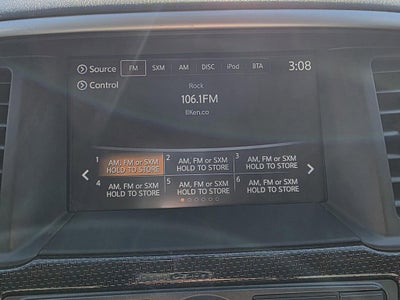 Source FM SXM AM DISC iPod BTA 3:08
Control
Rock
106.1FM
ElKen.co
1 AM, FM or SXM HOLD TO STORE
2 AM, FM or SXM HOLD TO STORE
3 AM, FM or SXM HOLD TO STORE
4 AM, FM or SXM HOLD TO STORE
5 AM, FM or SXM HOLD TO STORE
6 AM, FM or SXM HOLD TO STORE